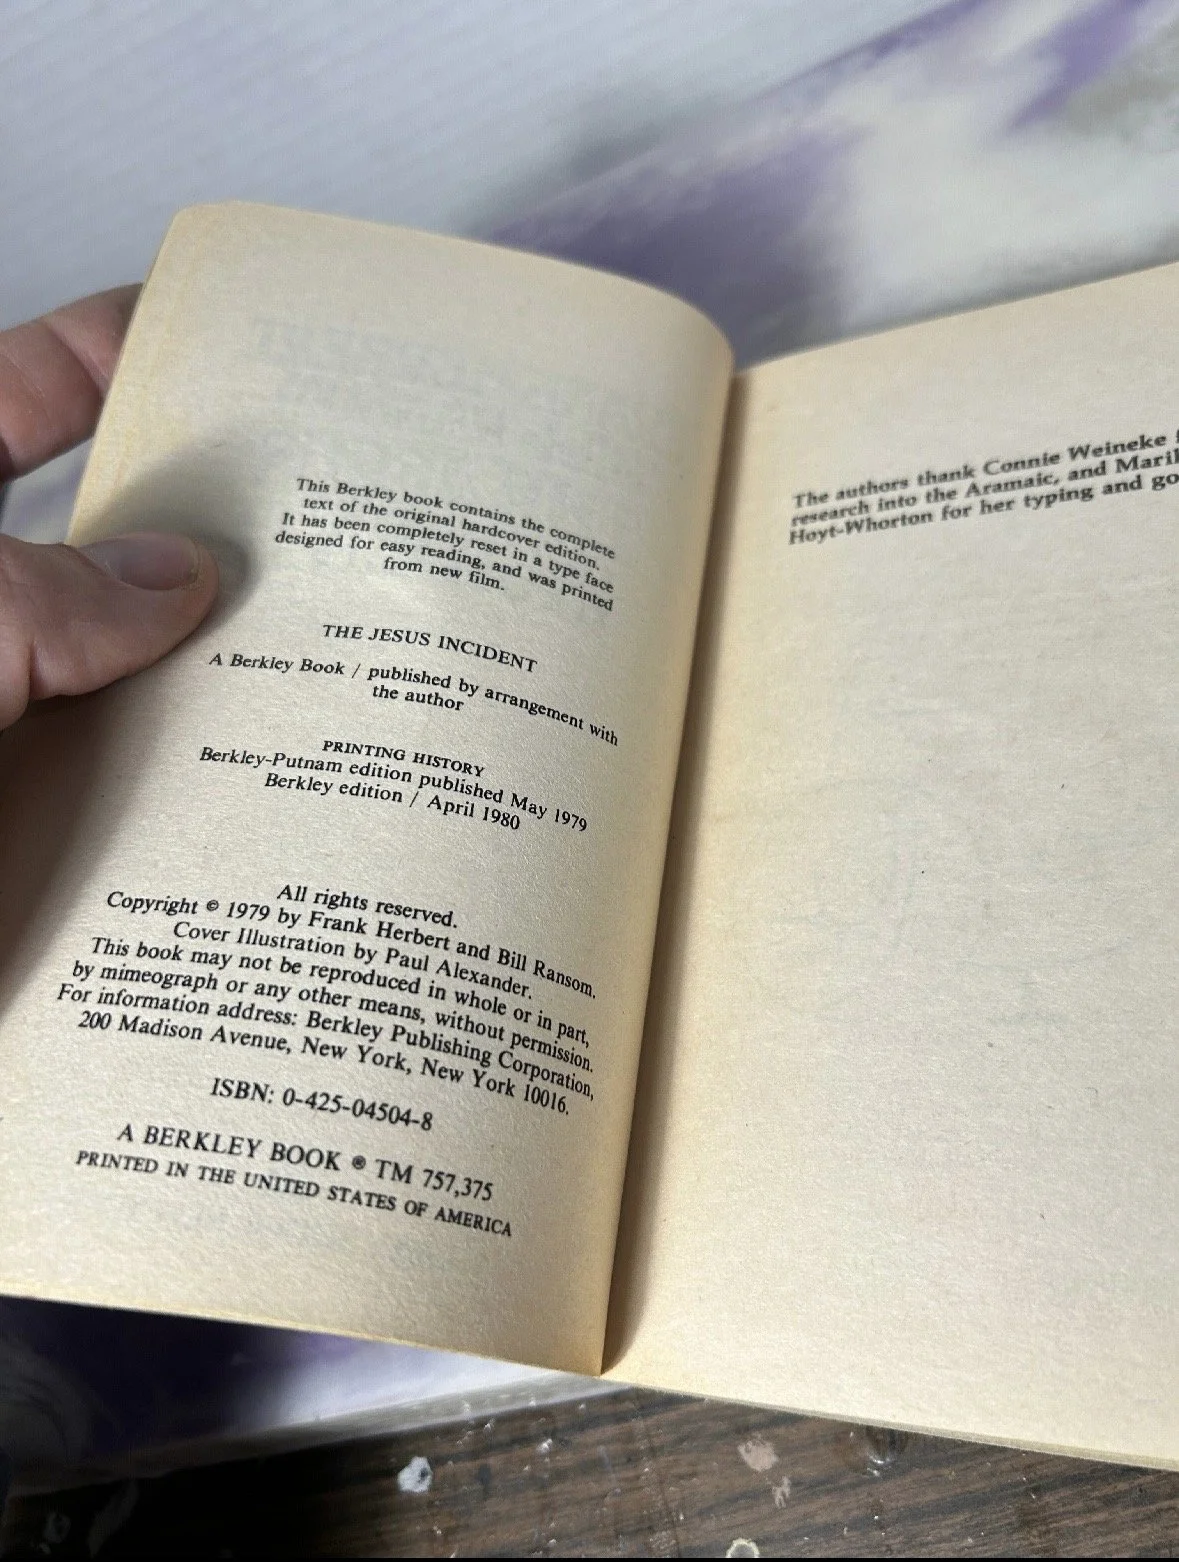 This Berkley book contains the complete
text of the original hardcover edition.
It has been completely reset in a type face
designed for easy reading, and was printed
from new film.
THE JESUS INCIDENT
A Berkley Book / published by arrangement with
the author
PRINTING HISTORY
Berkley-Putnam edition published May 1979
Berkley edition / April 1980
All rights reserved.
Copyright © 1979 by Frank Herbert and Bill Ransom.
Cover Illustration by Paul Alexander.
This book may not be reproduced in whole or in part,
by mimeograph or any other means, without permission.
For information address: Berkley Publishing Corporation,
200 Madison Avenue, New York, New York 10016.
ISBN: 0-425-04504-8
A BERKLEY BOOK ® TM 757,375
PRINTED IN THE UNITED STATES OF AMERICA
The authors thank Connie Weineke
research into the Aramaic, and
Hoyt-Whorton for her typing and